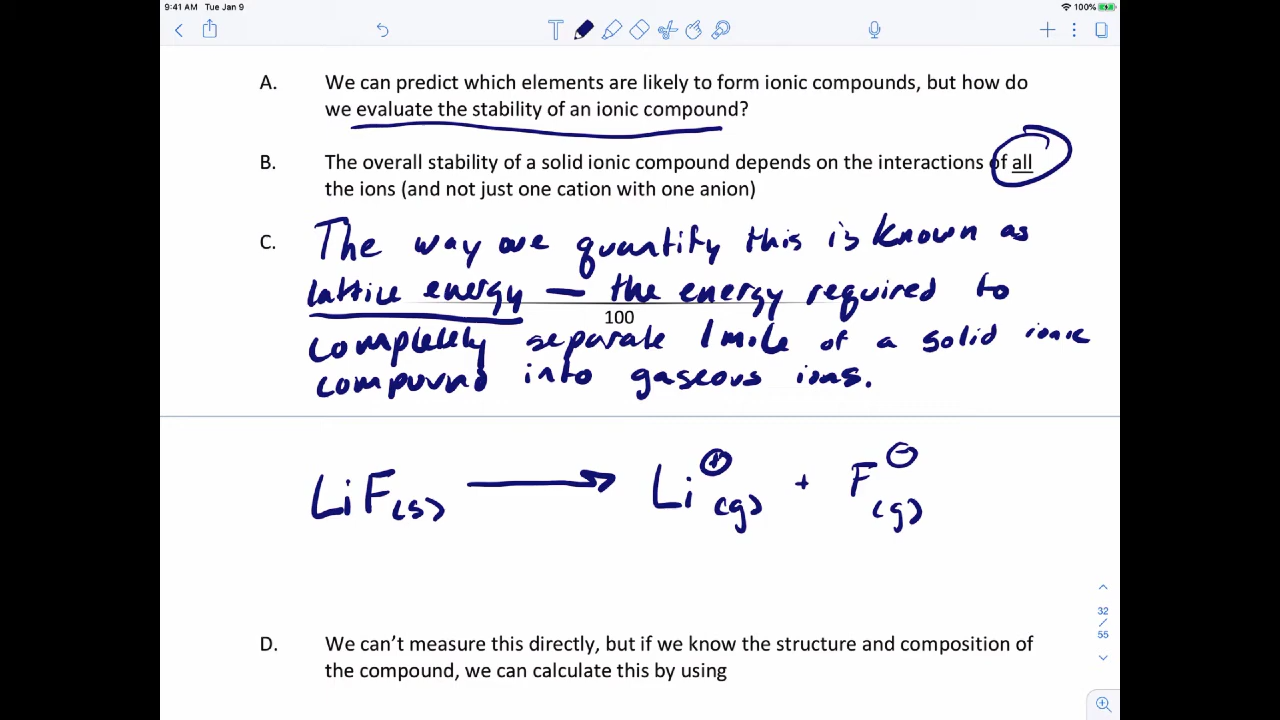 9:41 AM Tue Jan 9
100%
A. We can predict which elements are likely to form ionic compounds, but how do
we evaluate the stability of an ionic compound?
B. The overall stability of a solid ionic compound depends on the interactions of all
the ions (and not just one cation with one anion)
C. The way we quantify this is known as
lattice energy — the energy required to
100
completely separate 1 mole of a solid ionic
compound into gaseous ions.
LiF(s) ⟶ Li⊕(g) + F⊖(g)
32
/
55
D. We can’t measure this directly, but if we know the structure and composition of
the compound, we can calculate this by using